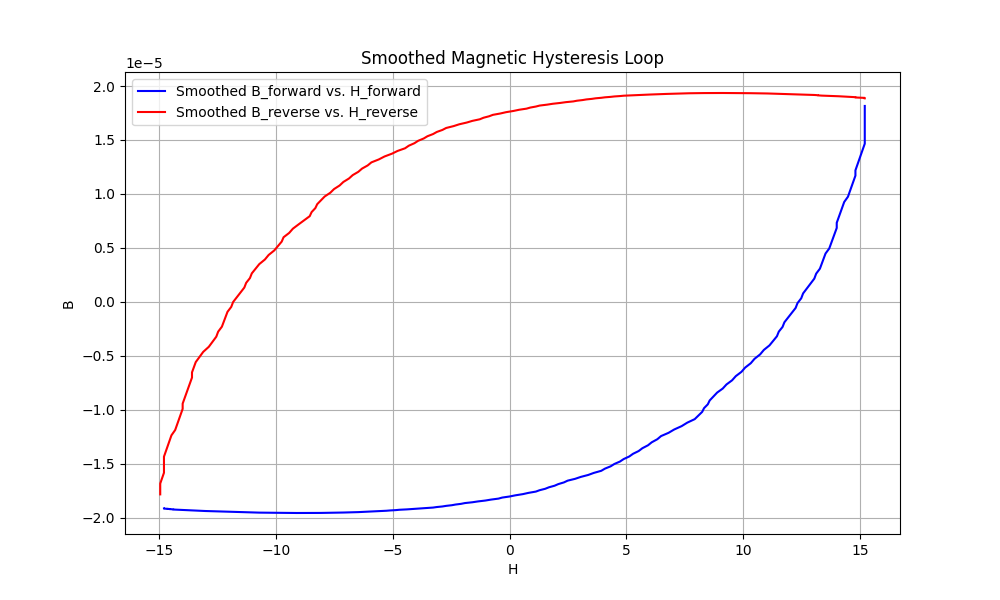 Smoothed Magnetic Hysteresis Loop
1e−5
Smoothed B_forward vs. H_forward
Smoothed B_reverse vs. H_reverse
2.0
1.5
1.0
0.5
0.0
−0.5
−1.0
−1.5
−2.0
B
−15 −10 −5 0 5 10 15
H